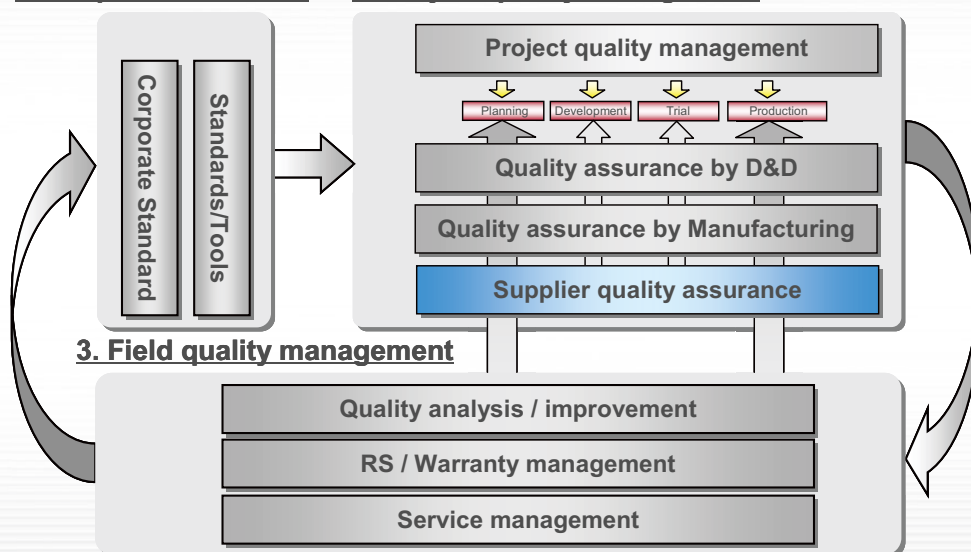 Corporate Standard
Standards/Tools
Project quality management
Planning
Development
Trial
Production
Quality assurance by D&D
Quality assurance by Manufacturing
Supplier quality assurance
3. Field quality management
Quality analysis / improvement
RS / Warranty management
Service management